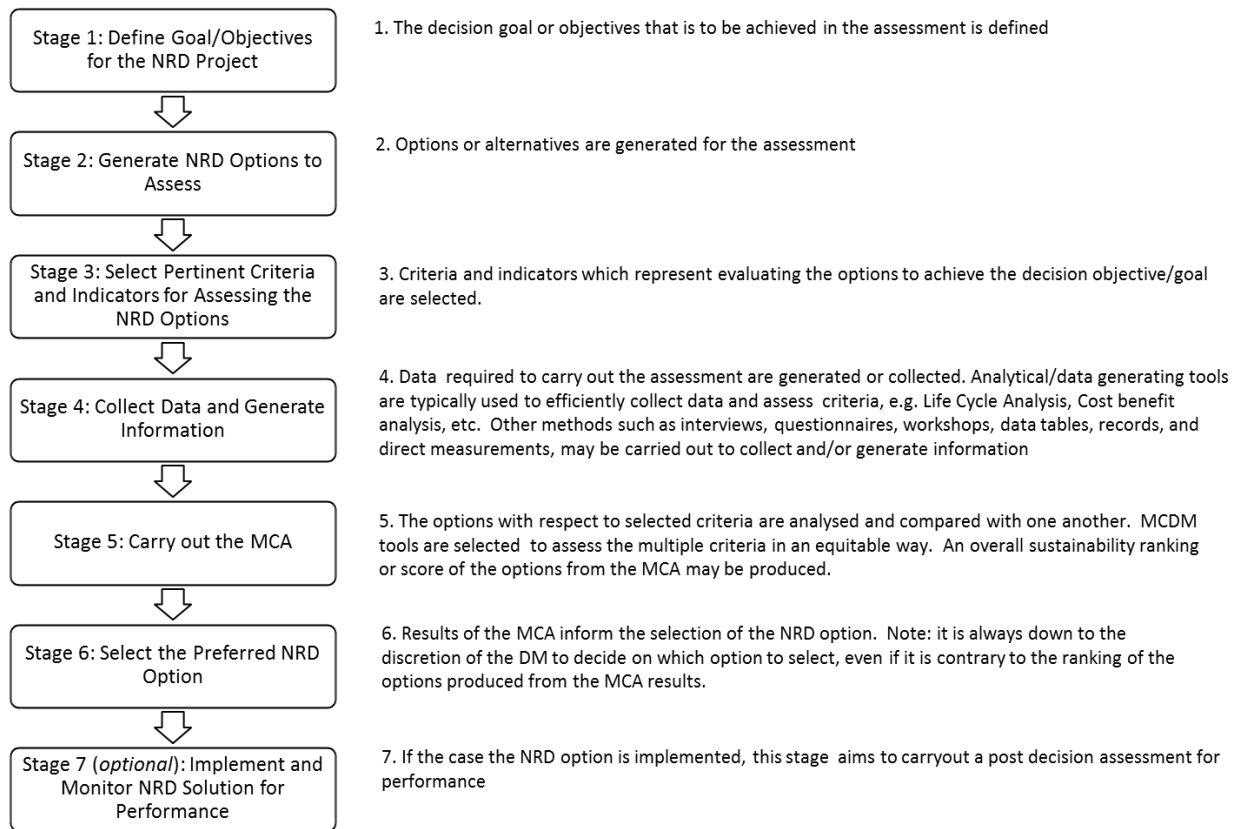 Stage 1: Define Goal/Objectives
for the NRD Project
1. The decision goal or objectives that is to be achieved in the assessment is defined
Stage 2: Generate NRD Options to
Assess
2. Options or alternatives are generated for the assessment
Stage 3: Select Pertinent Criteria
and Indicators for Assessing the
NRD Options
3. Criteria and indicators which represent evaluating the options to achieve the decision objective/goal
are selected.
Stage 4: Collect Data and Generate
Information
4. Data required to carry out the assessment are generated or collected. Analytical/data generating tools
are typically used to efficiently collect data and assess criteria, e.g. Life Cycle Analysis, Cost benefit
analysis, etc. Other methods such as interviews, questionnaires, workshops, data tables, records, and
direct measurements, may be carried out to collect and/or generate information
Stage 5: Carry out the MCA
5. The options with respect to selected criteria are analysed and compared with one another. MCDM
tools are selected to assess the multiple criteria in an equitable way. An overall sustainability ranking
or score of the options from the MCA may be produced.
Stage 6: Select the Preferred NRD
Option
6. Results of the MCA inform the selection of the NRD option. Note: it is always down to the
discretion of the DM to decide on which option to select, even if it is contrary to the ranking of the
options produced from the MCA results.
Stage 7 (optional): Implement and
Monitor NRD Solution for
Performance
7. If the case the NRD option is implemented, this stage aims to carryout a post decision assessment for
performance